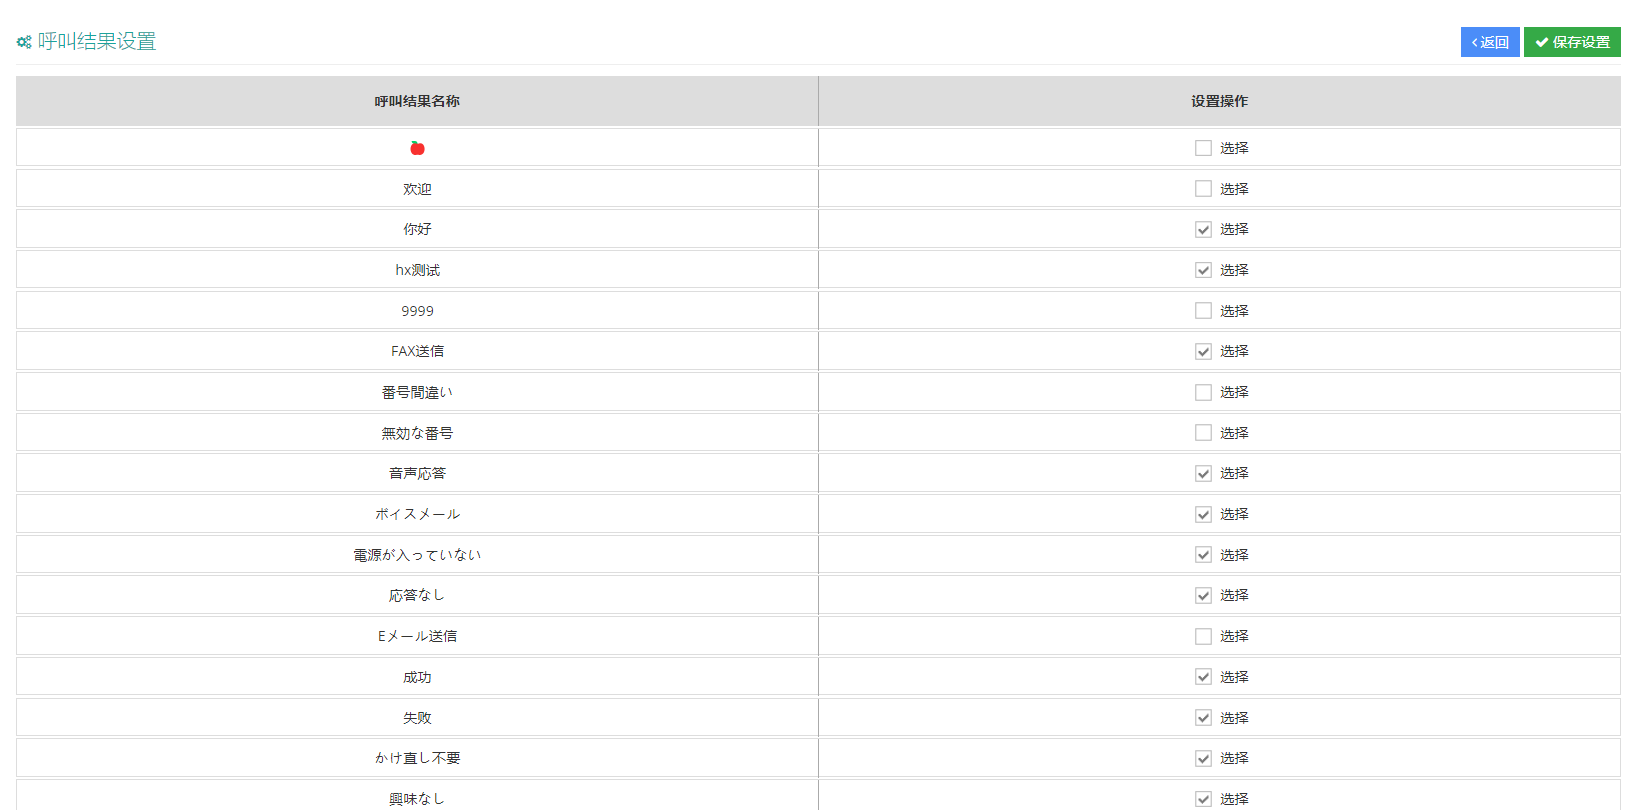 呼叫结果设置
返回 保存设置
呼叫结果名称 设置操作
🍎 选择
欢迎 选择
你好 选择
hx测试 选择
9999 选择
FAX送信 选择
番号間違い 选择
無効な番号 选择
音声応答 选择
ボイスメール 选择
電源が入っていない 选择
応答なし 选择
Eメール送信 选择
成功 选择
失败 选择
かけ直し不要 选择
興味なし 选择